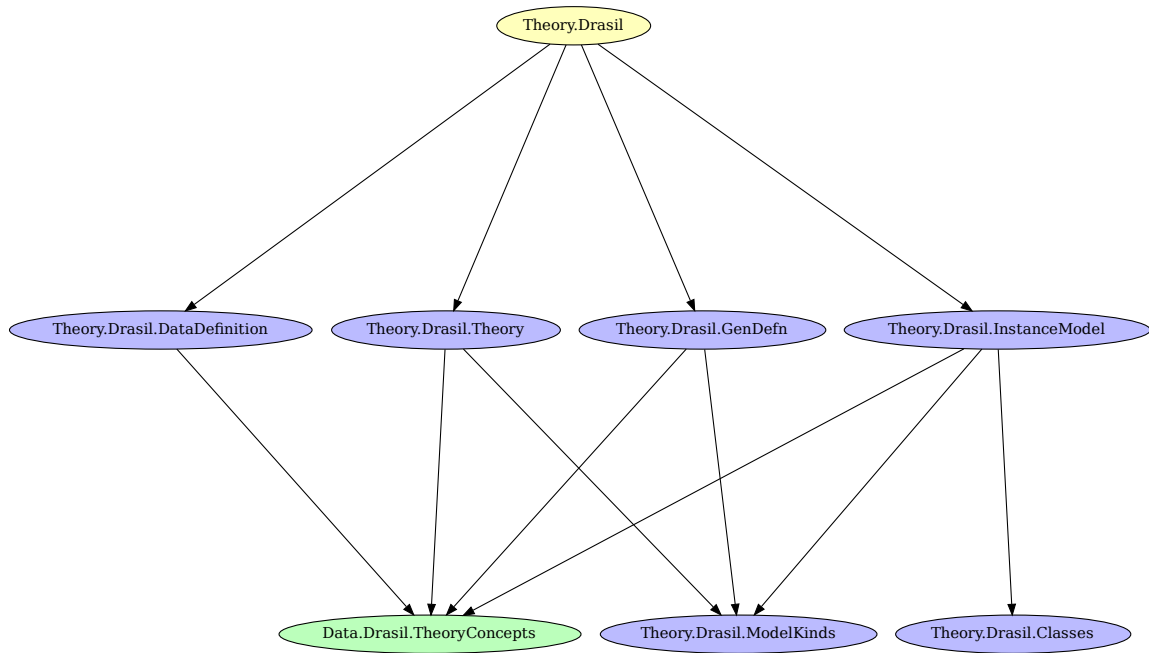 Theory.Drasil
Theory.Drasil.DataDefinition
Theory.Drasil.Theory
Theory.Drasil.GenDefn
Theory.Drasil.InstanceModel
Data.Drasil.TheoryConcepts
Theory.Drasil.ModelKinds
Theory.Drasil.Classes